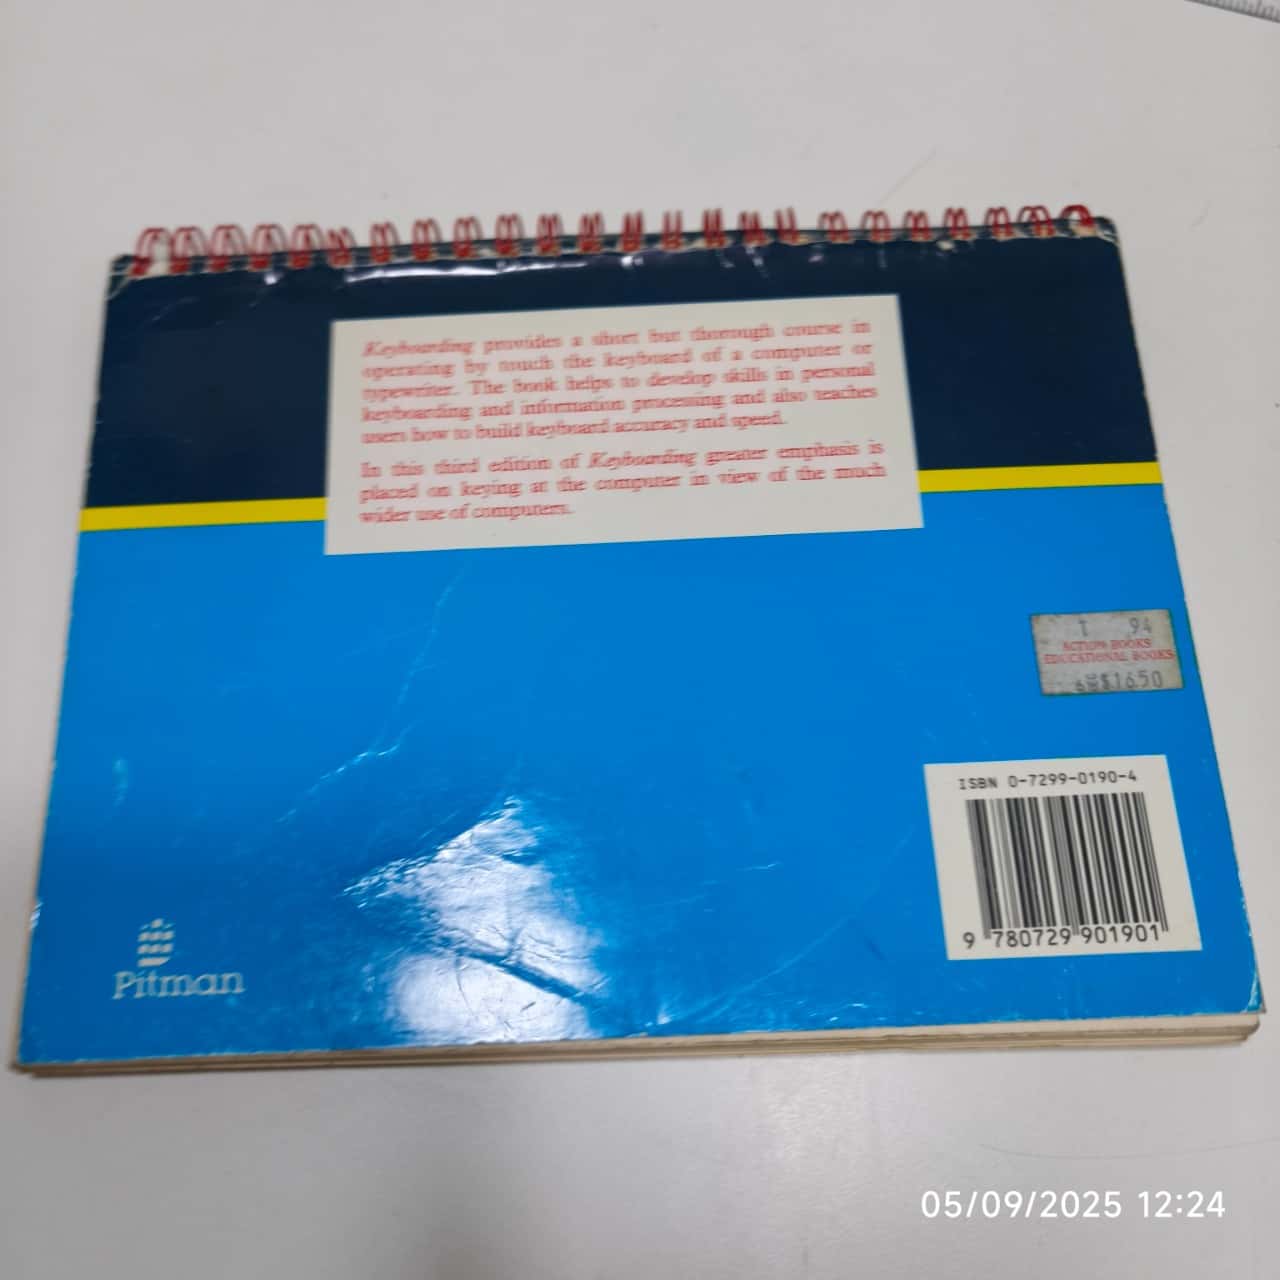 Keyboarding provides a short but thorough course in
operating by touch the keyboard of a computer or
typewriter. The book helps to develop skills in personal
keyboarding and information processing and also teaches
users how to build keyboard accuracy and speed.
In this third edition of Keyboarding greater emphasis is
placed on keying at the computer in view of the much
wider use of computers.
T 94
ACTION BOOKS
EDUCATIONAL BOOKS
$1650
ISBN 0-7299-0190-4
9 780729 901901
Pitman
05/09/2025 12:24